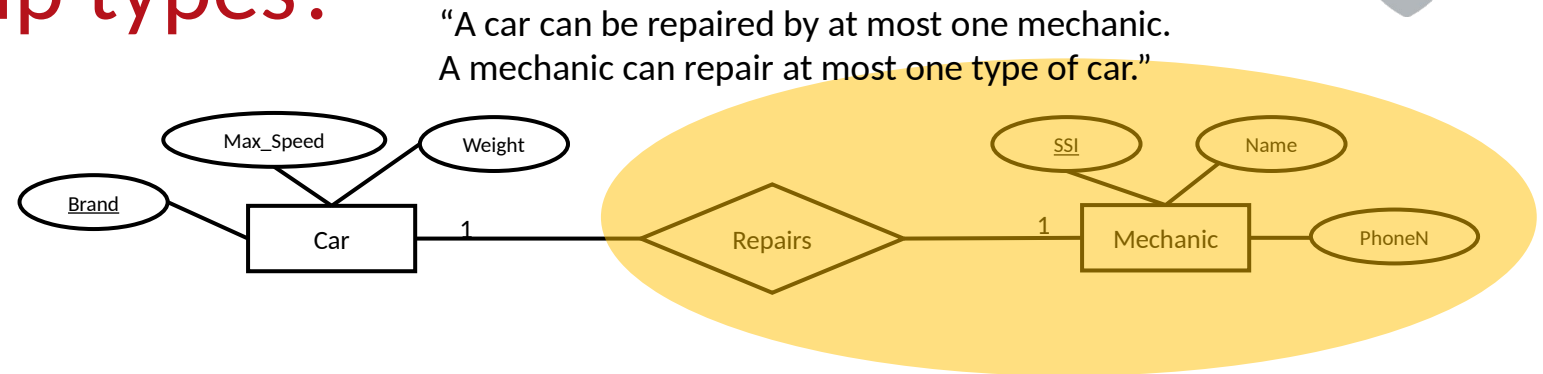 ip types?
“A car can be repaired by at most one mechanic.
A mechanic can repair at most one type of car.”
Max_Speed
Weight
SSI
Name
Brand
1
1
Car
Repairs
Mechanic
PhoneN